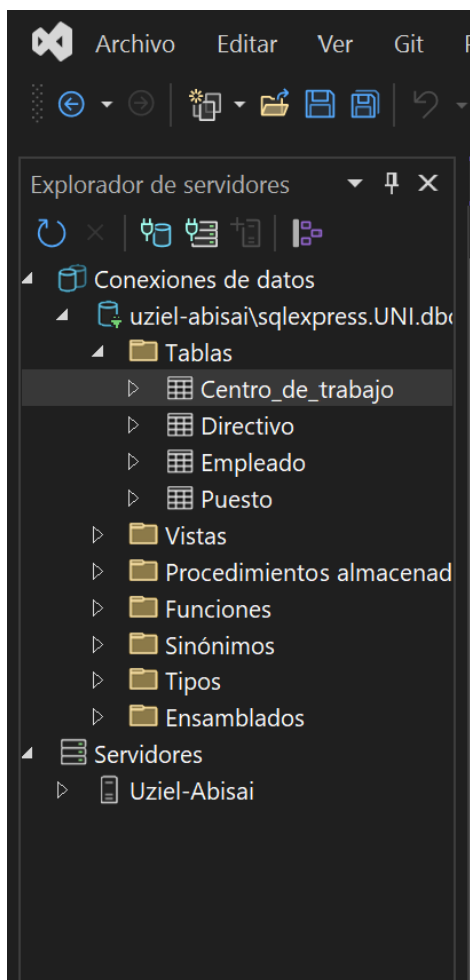 Archivo Editar Ver Git
Explorador de servidores
Conexiones de datos
uziel-abisai\sqlexpress.UNI.dbo
Tablas
Centro_de_trabajo
Directivo
Empleado
Puesto
Vistas
Procedimientos almacenad
Funciones
Sinónimos
Tipos
Ensamblados
Servidores
Uziel-Abisai